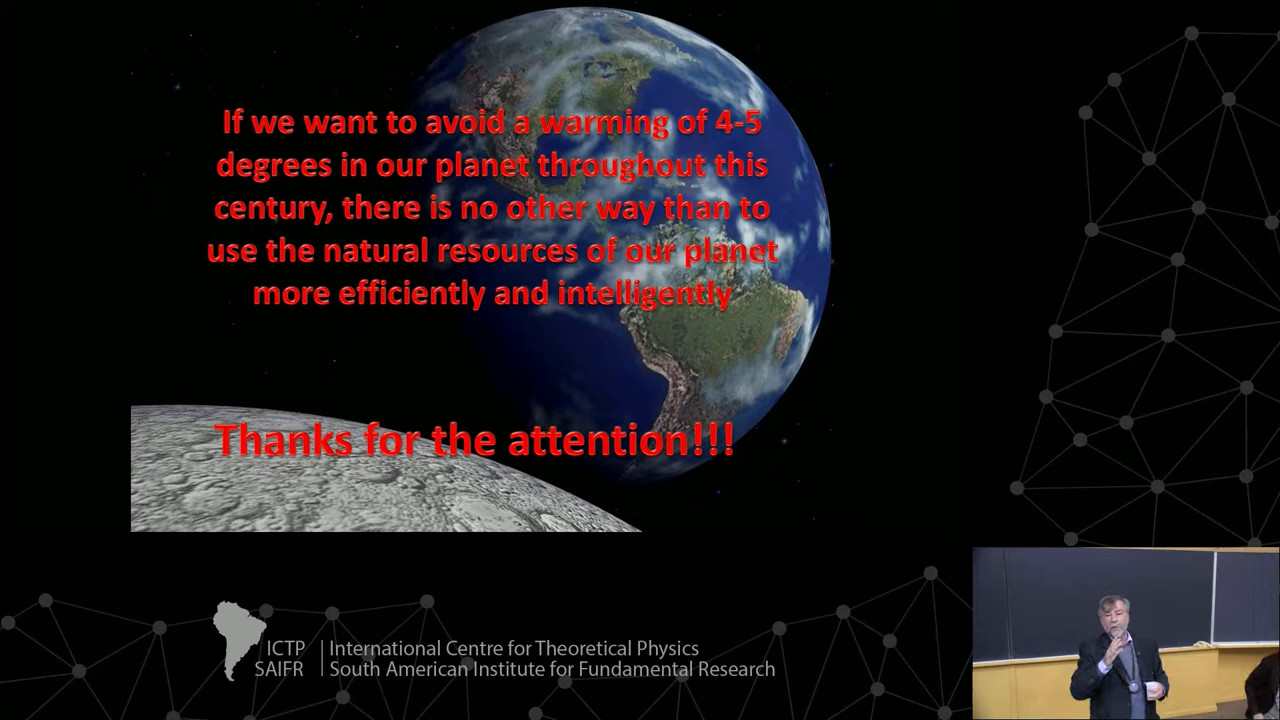 If we want to avoid a warming of 4-5
degrees in our planet throughout this
century, there is no other way than to
use the natural resources of our planet
more efficiently and intelligently
Thanks for the attention!!!
ICTP
SAIFR
International Centre for Theoretical Physics
South American Institute for Fundamental Research